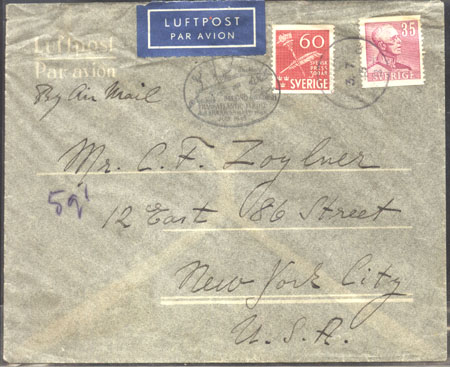 LUFTPOST
PAR AVION
Luftpost
Par avion
By Air Mail
60
SVERIGE
35
SVERIGE
Mr. C. F. Zoylner
12 East 86 Street
New York City
U. S. A.